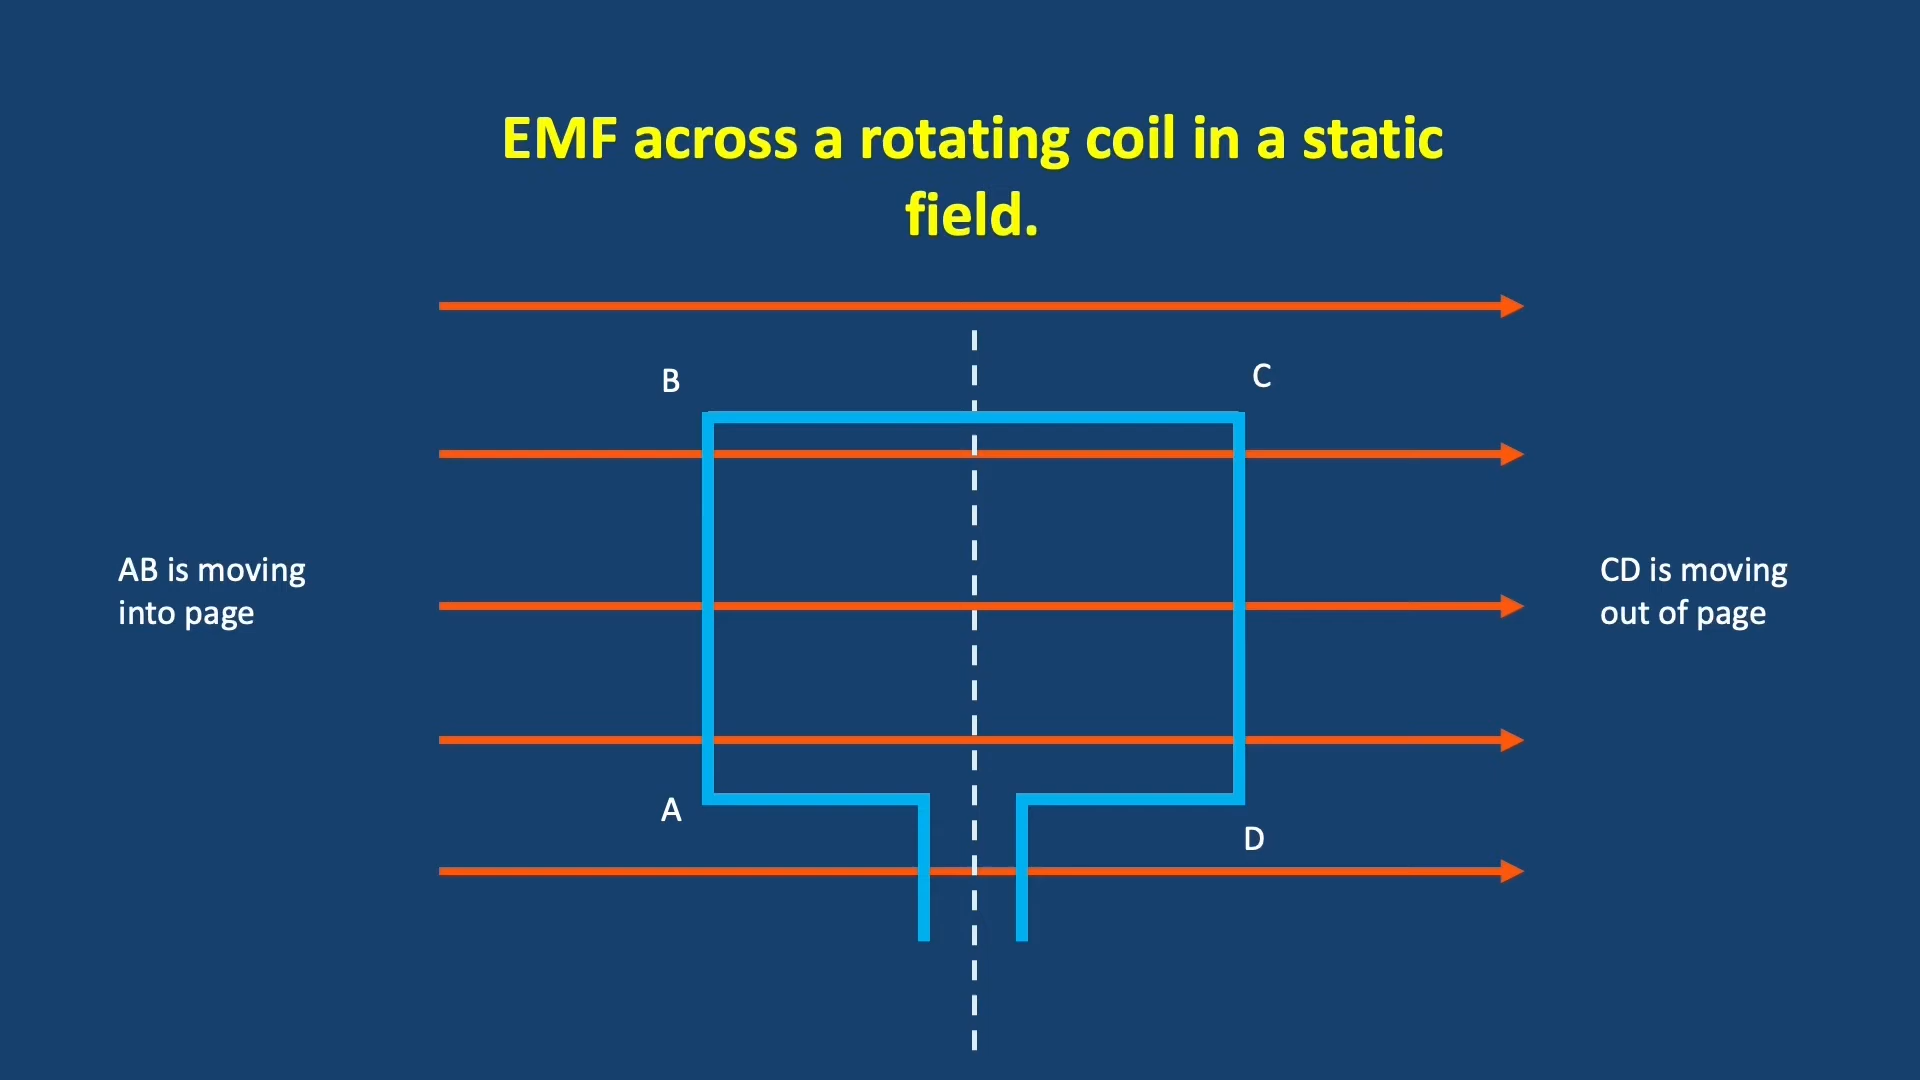 EMF across a rotating coil in a static
field.
B
C
AB is moving
into page
CD is moving
out of page
A
D